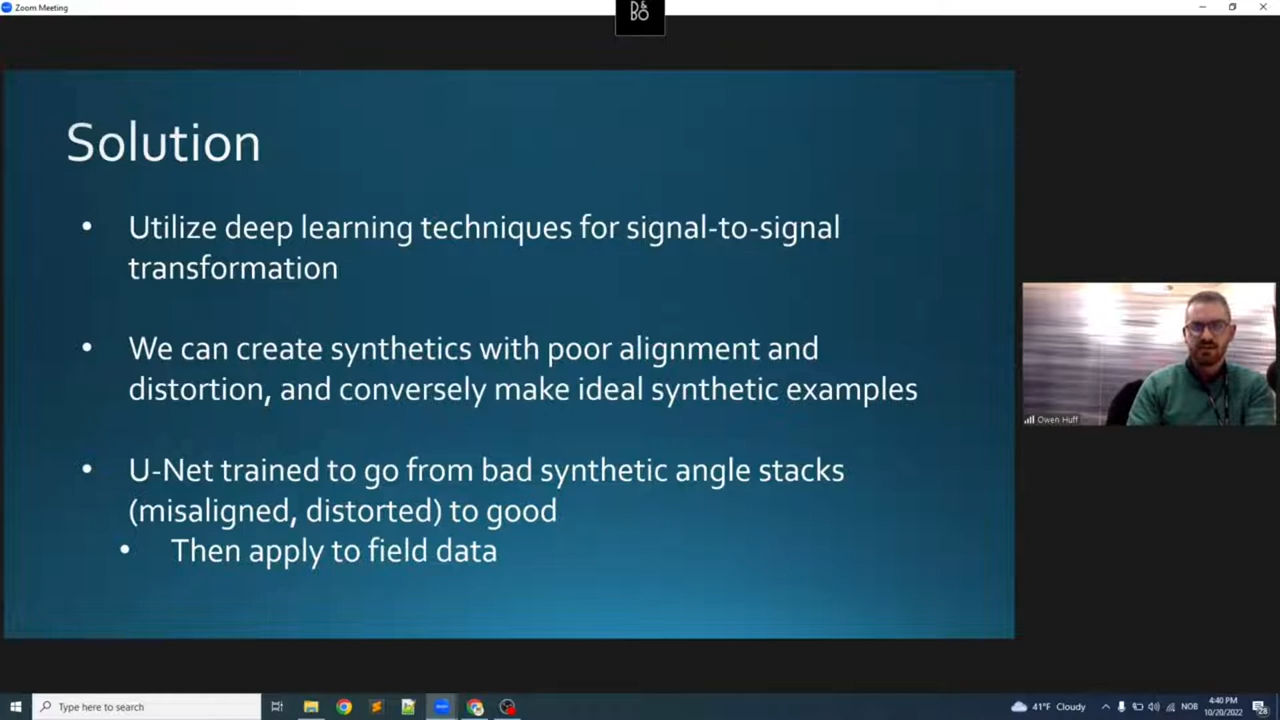 Zoom Meeting
B&O
Solution
• Utilize deep learning techniques for signal-to-signal
transformation
• We can create synthetics with poor alignment and
distortion, and conversely make ideal synthetic examples
• U-Net trained to go from bad synthetic angle stacks
(misaligned, distorted) to good
• Then apply to field data
Owen Huff
Type here to search
41°F Cloudy
NOB
4:40 PM
10/20/2022
28